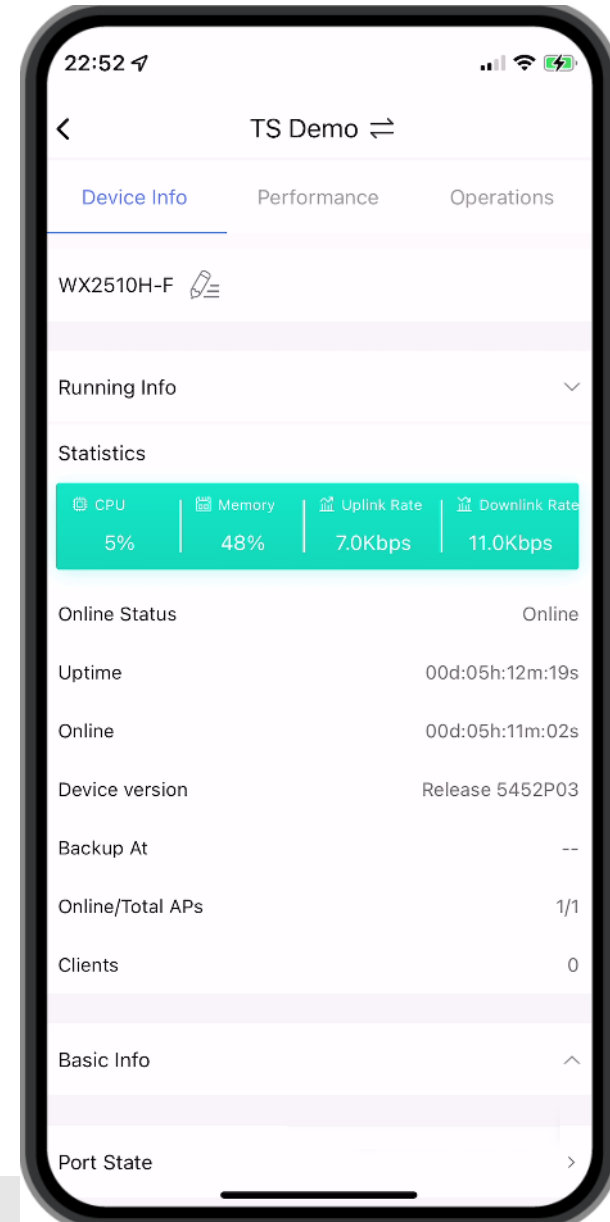 22:52
TS Demo
Device Info Performance Operations
WX2510H-F
Running Info
Statistics
CPU Memory Uplink Rate Downlink Rate
5% 48% 7.0Kbps 11.0Kbps
Online Status Online
Uptime 00d:05h:12m:19s
Online 00d:05h:11m:02s
Device version Release 5452P03
Backup At --
Online/Total APs 1/1
Clients 0
Basic Info
Port State